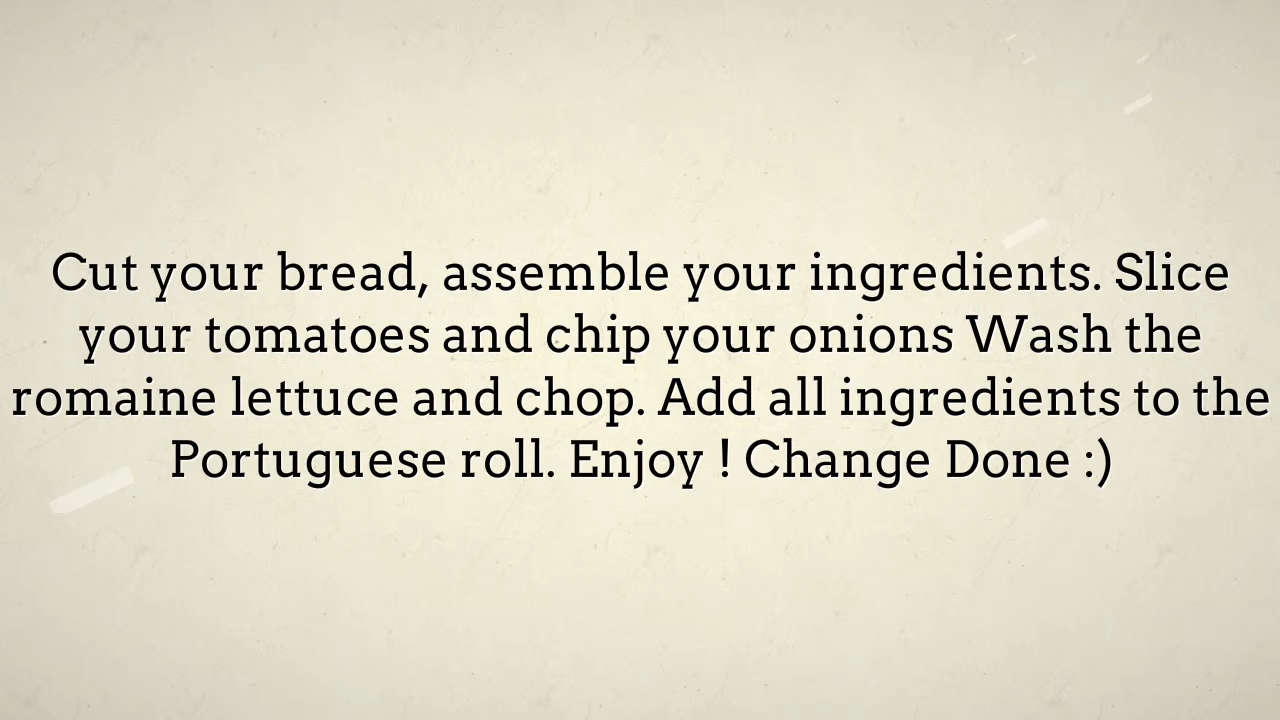 Cut your bread, assemble your ingredients. Slice
your tomatoes and chip your onions Wash the
romaine lettuce and chop. Add all ingredients to the
Portuguese roll. Enjoy ! Change Done :)